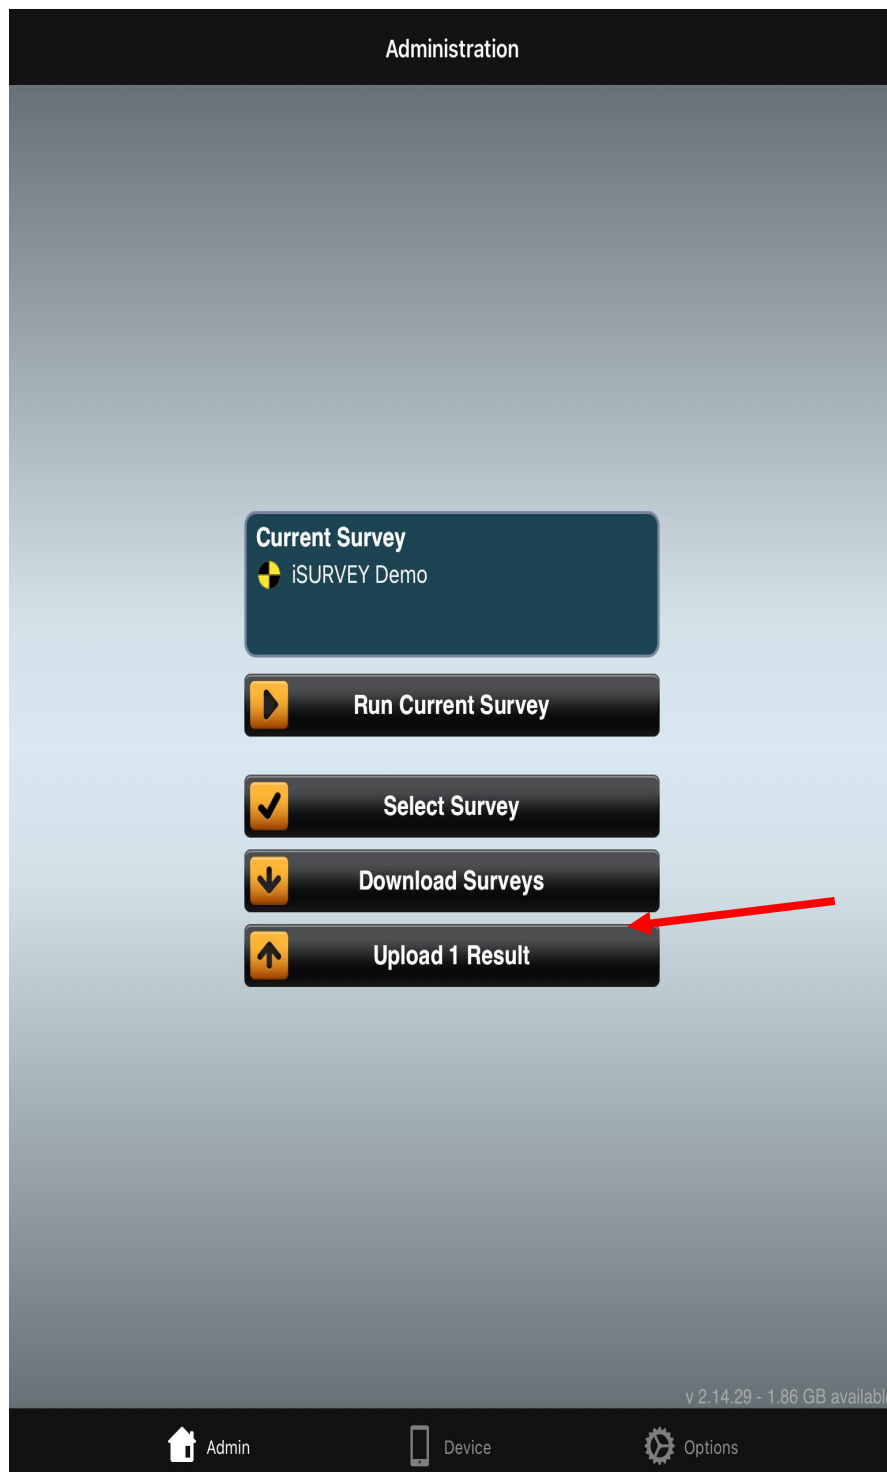 Administration
Current Survey
iSURVEY Demo
Run Current Survey
Select Survey
Download Surveys
Upload 1 Result
v 2.14.29 - 1.86 GB availabl
Admin
Device
Options